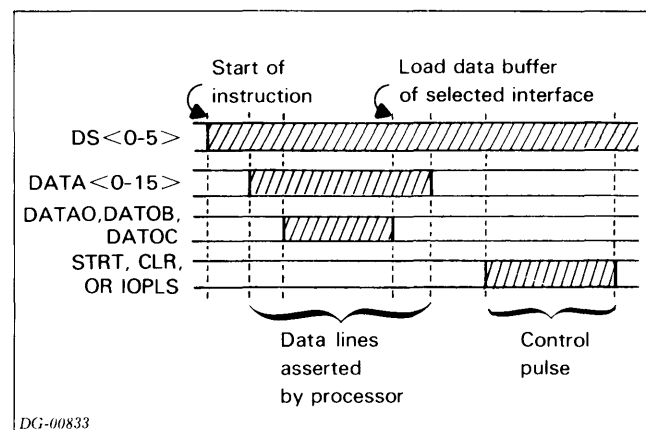 Start of
instruction
Load data buffer
of selected interface
DS<0-5>
DATA<0-15>
DATAO,DATOB,
DATOC
STRT, CLR,
OR IOPLS
Data lines
asserted
by processor
Control
pulse
DG-00833